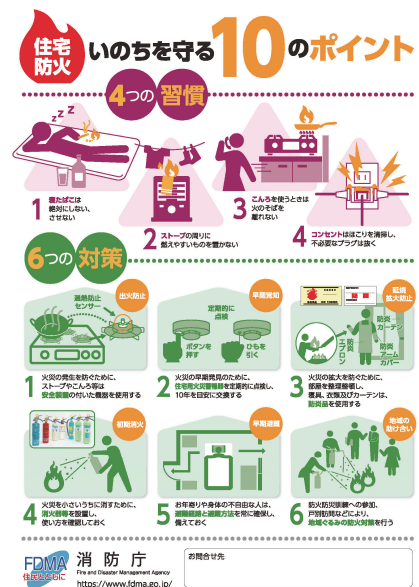 住宅
防火
いのちを守る10のポイント
4つの習慣
zzz
1 寝たばこは
絶対にしない、
させない
2 ストーブの周りに
燃えやすいものを置かない
3 こんろを使うときは
火のそばを
離れない
4 コンセントはほこりを清掃し、
不必要なプラグは抜く
6つの対策
出火防止
過熱防止
センサー
1 火災の発生を防ぐために、
ストーブやこんろ等は
安全装置の付いた機器を使用する
早期覚知
定期的に
点検
ボタンを
押す
ひもを
引く
2 火災の早期発見のために、
住宅用火災警報器を定期的に点検し、
10年を目安に交換する
延焼
拡大防止
防炎
カーテン
防炎
エプロン
防炎
アーム
カバー
3 火災の拡大を防ぐために、
部屋を整理整頓し、
寝具、衣類及びカーテンは、
防炎品を使用する
初期消火
4 火災を小さいうちに消すために、
消火器等を設置し、
使い方を確認しておく
早期避難
5 お年寄りや身体の不自由な人は、
避難経路と避難方法を常に確保し、
備えておく
地域の
助け合い
6 防火防災訓練への参加、
戸別訪問などにより、
地域ぐるみの防火対策を行う
FDMA
住民とともに
消防庁
Fire and Disaster Management Agency
https://www.fdma.go.jp/
お問合せ先